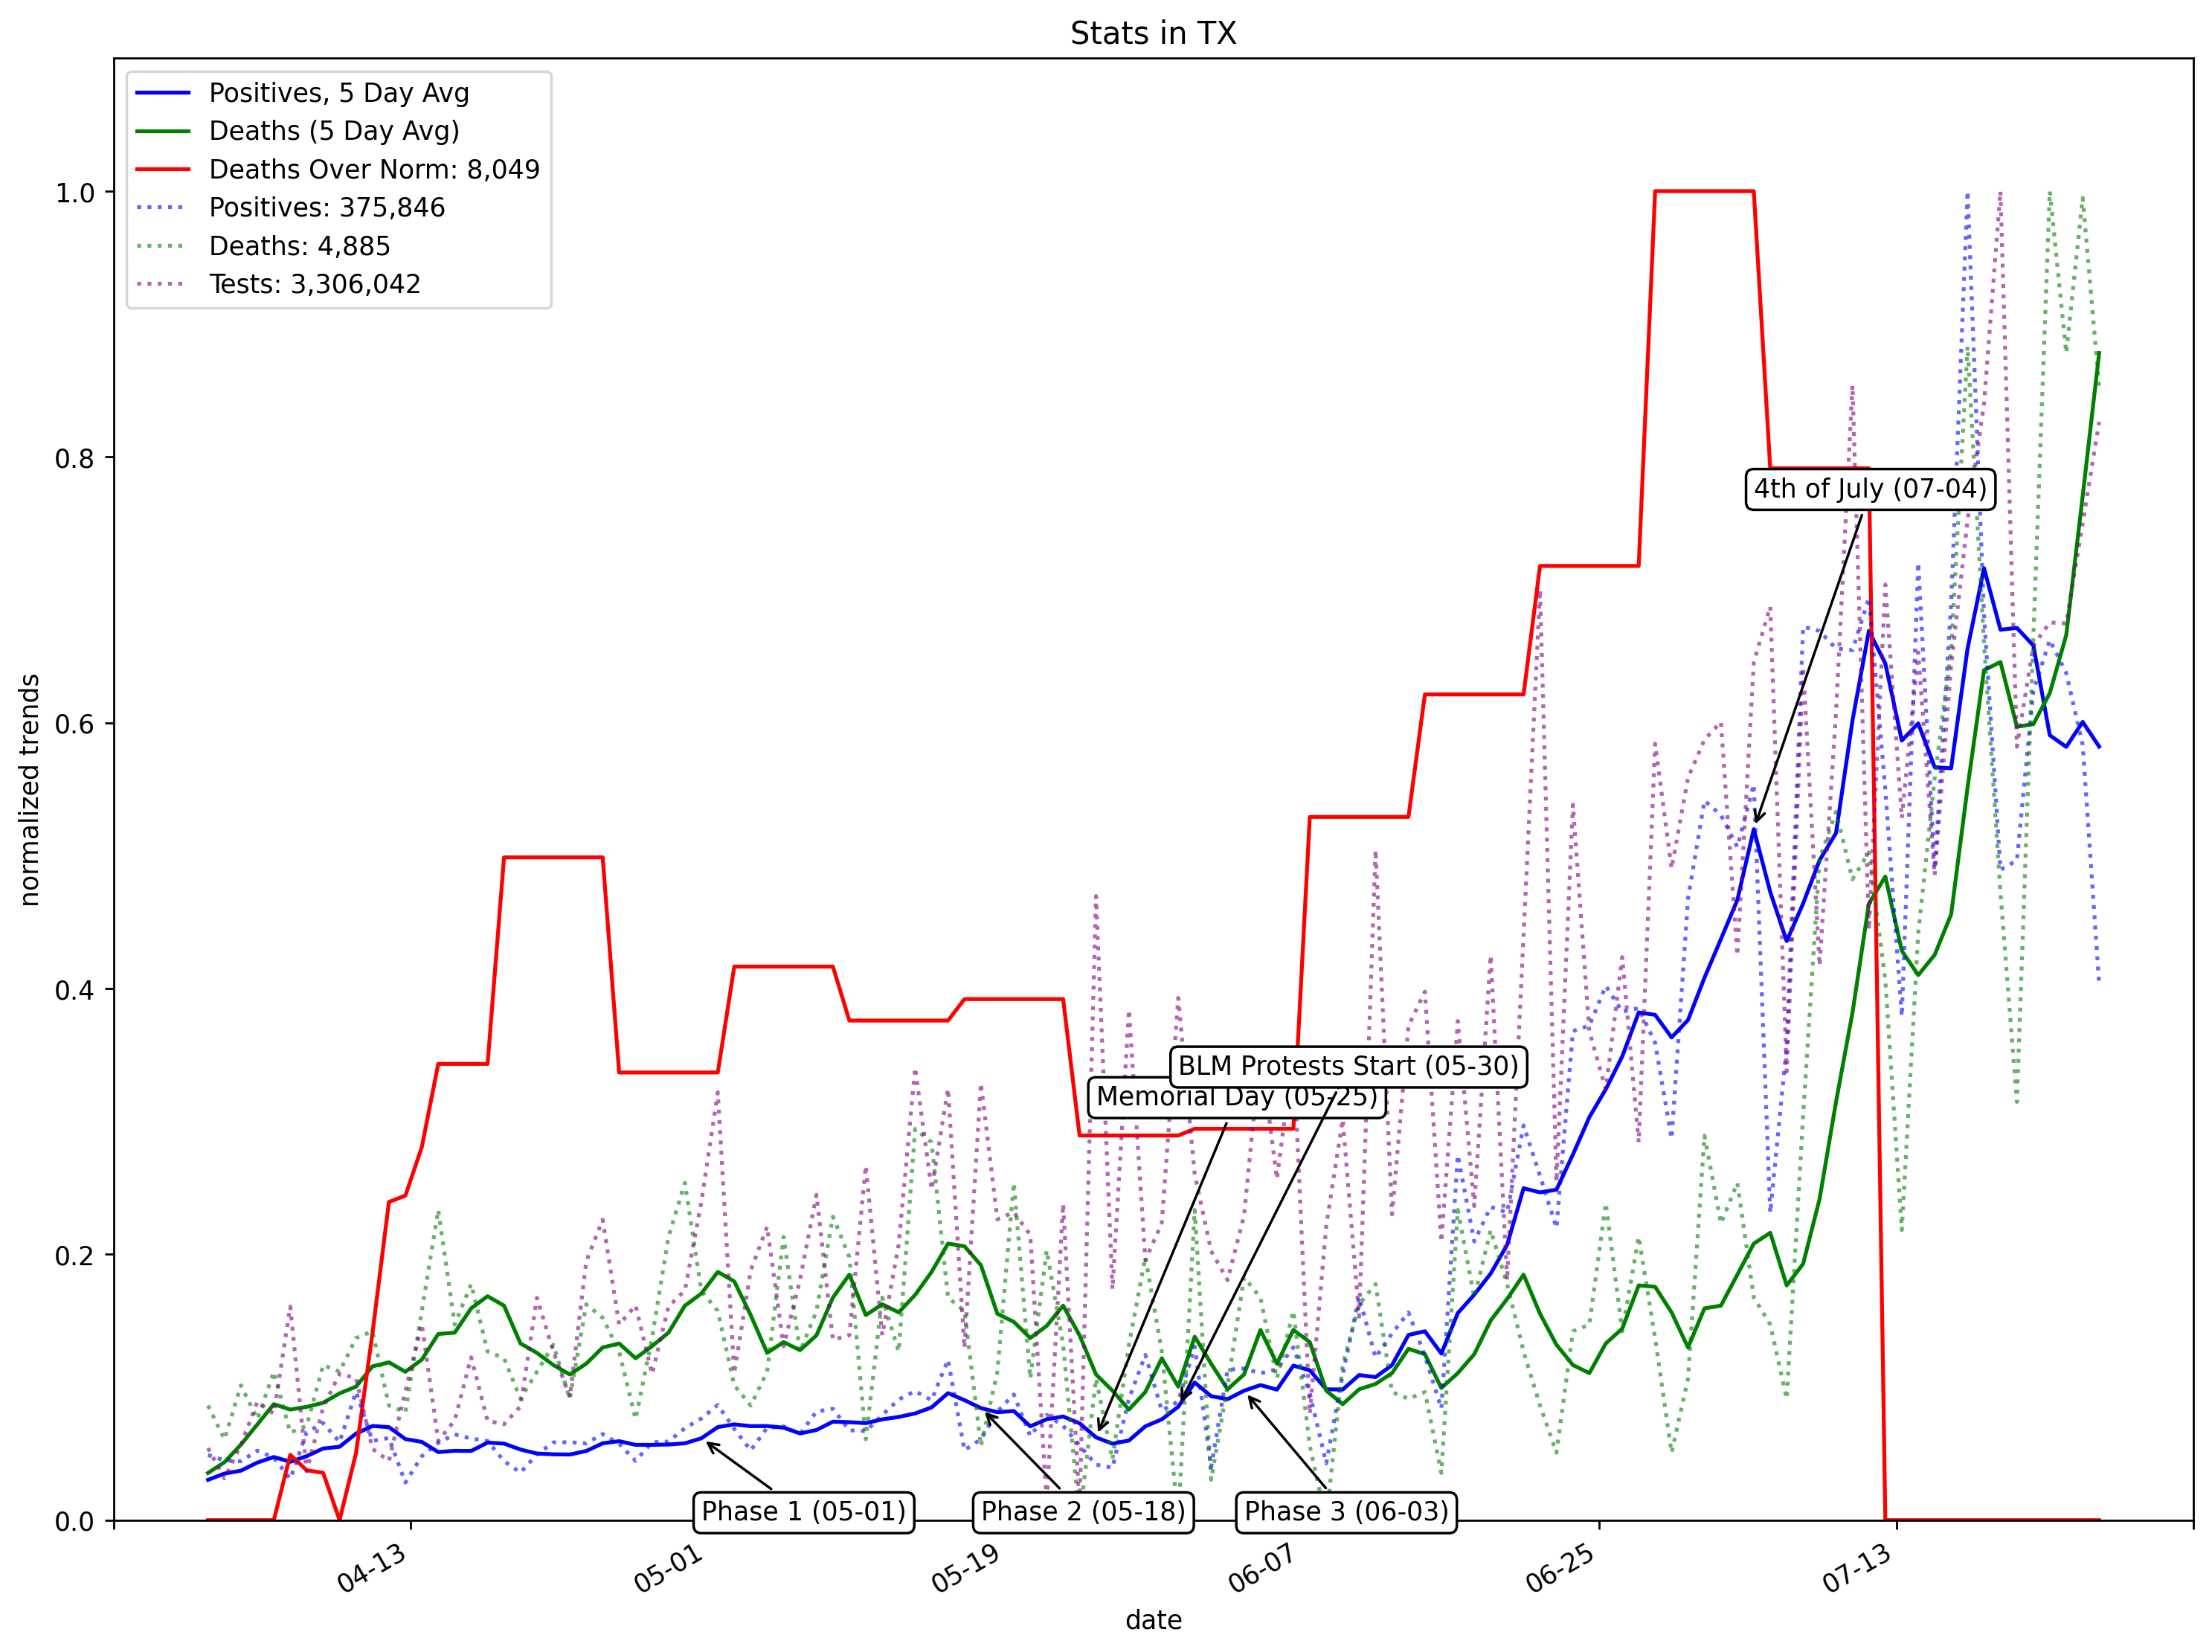 Stats in TX
Positives, 5 Day Avg
Deaths (5 Day Avg)
Deaths Over Norm: 8,049
Positives: 375,846
Deaths: 4,885
Tests: 3,306,042
1.0
0.8
0.6
0.4
0.2
0.0
normalized trends
4th of July (07-04)
BLM Protests Start (05-30)
Memorial Day (05-25)
Phase 1 (05-01)
Phase 2 (05-18)
Phase 3 (06-03)
04-13
05-01
05-19
06-07
06-25
07-13
date